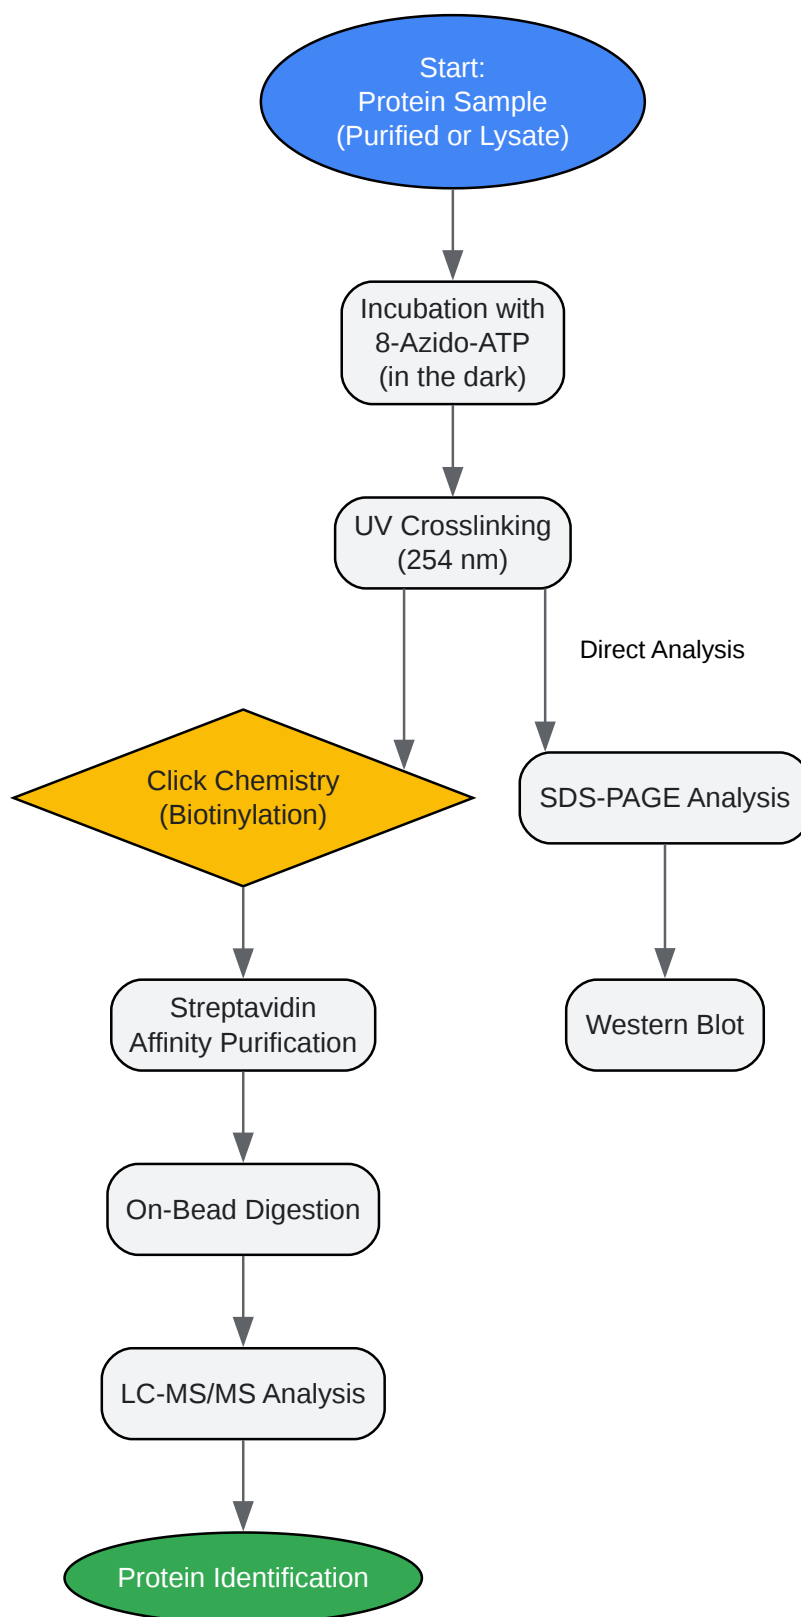 Start:
Protein Sample
(Purified or Lysate)
Incubation with
8-Azido-ATP
(in the dark)
UV Crosslinking
(254 nm)
Direct Analysis
Click Chemistry
(Biotinylation)
SDS-PAGE Analysis
Streptavidin
Affinity Purification
Western Blot
On-Bead Digestion
LC-MS/MS Analysis
Protein Identification